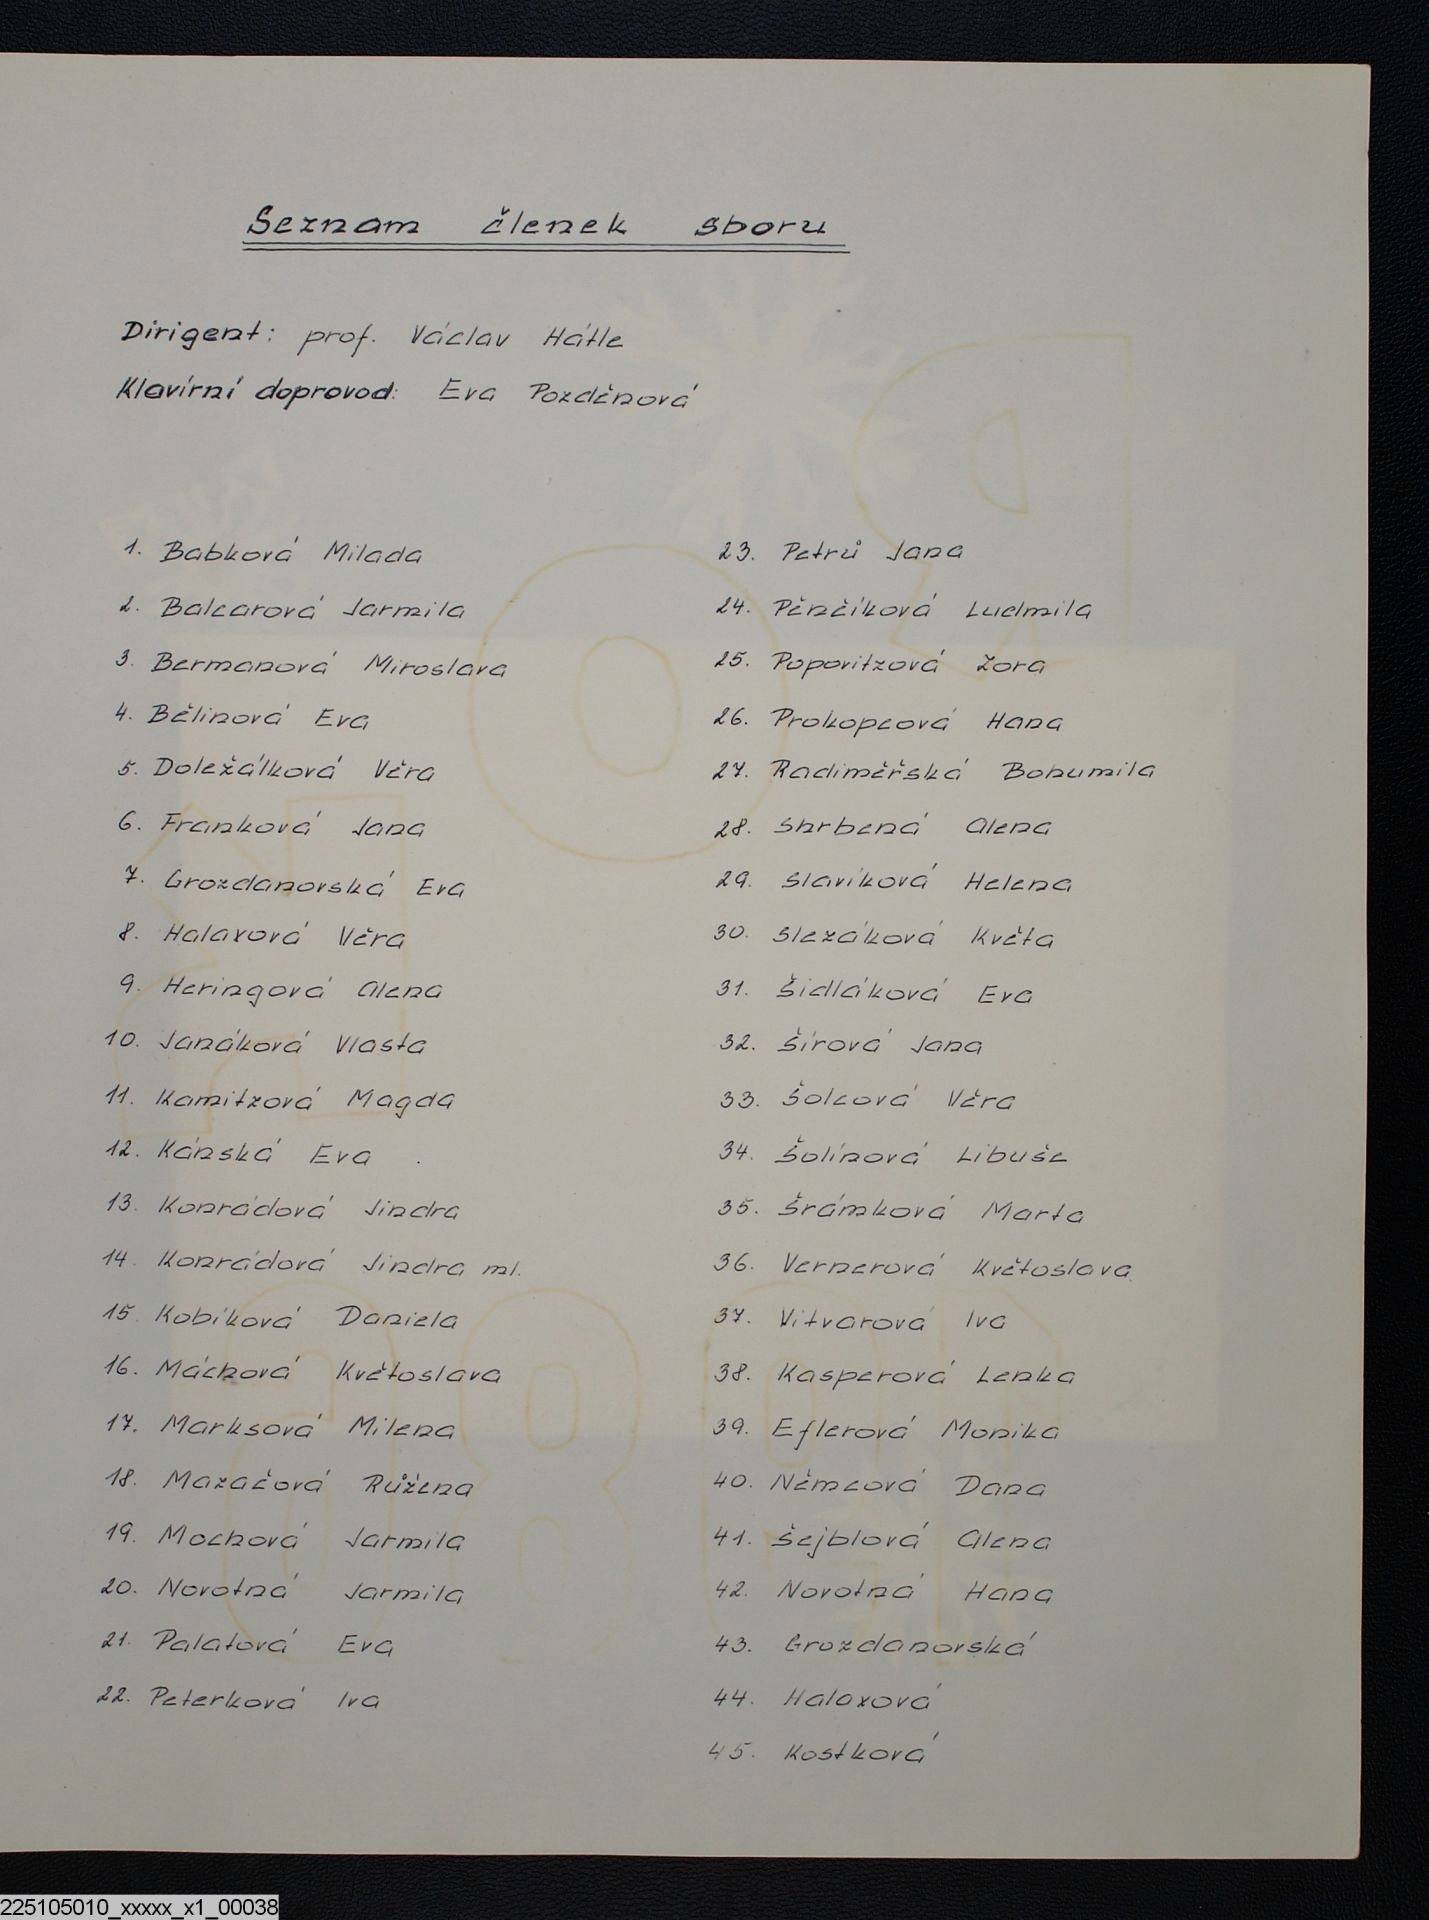 Seznam členek sboru
Dirigent: prof. Václav Hátle
Klavírní doprovod: Eva Pozděnová
1. Babková Milada
2. Balcarová Jarmila
3. Bermanová Miroslava
4. Bělinová Eva
5. Doležálková Věra
6. Franková Jana
7. Grozdanovská Eva
8. Halaxová Věra
9. Heringová Alena
10. Janáková Vlasta
11. Kamitzová Magda
12. Kánská Eva
13. Konrádová Jindra
14. Konrádová Jindra ml.
15. Kobíková Daniela
16. Máchová Květoslava
17. Marksová Milena
18. Mazačová Růžena
19. Mochová Jarmila
20. Novotná Jarmila
21. Palatová Eva
22. Peterková Iva
23. Petrů Jana
24. Pěnčíková Ludmila
25. Popovitzová Zora
26. Prokopcová Hana
27. Radiměřská Bohumila
28. Shrbená Alena
29. Slavíková Helena
30. Slezáková Květa
31. Šidláková Eva
32. Šírová Jana
33. Šolcová Věra
34. Šolínová Libuše
35. Šrámková Marta
36. Vernerová Květoslava
37. Vitvarová Iva
38. Kasperová Lenka
39. Eflerová Monika
40. Němcová Dana
41. Šejblová Alena
42. Novotná Hana
43. Grozdanovská
44. Halaxová
45. Kostková
225105010_xxxxx_x1_00038